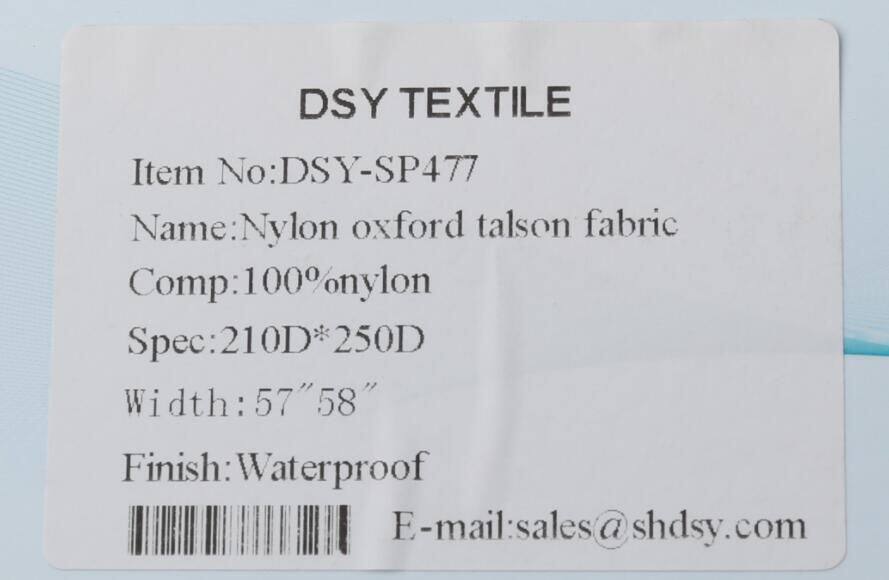 DSY TEXTILE
Item No:DSY-SP477
Name:Nylon oxford talson fabric
Comp:100%nylon
Spec:210D*250D
Width:57″58″
Finish:Waterproof
E-mail:sales@shdsy.com